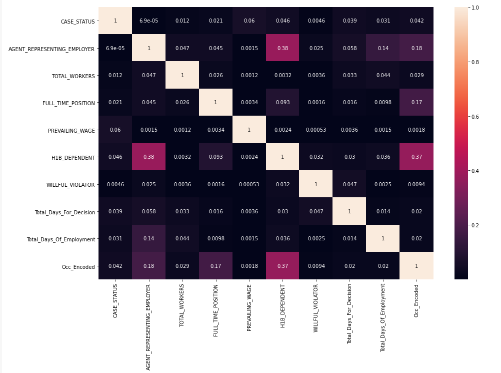 CASE_STATUS 1 6.9e-05 0.012 0.021 0.06 0.046 0.0046 0.039 0.031 0.042
AGENT_REPRESENTING_EMPLOYER 6.9e-05 1 0.047 0.045 0.0015 0.38 0.025 0.058 0.14 0.18
TOTAL_WORKERS 0.012 0.047 1 0.026 0.0012 0.0032 0.0036 0.033 0.044 0.029
FULL_TIME_POSITION 0.021 0.045 0.026 1 0.0034 0.093 0.0016 0.016 0.0098 0.17
PREVAILING_WAGE 0.06 0.0015 0.0012 0.0034 1 0.0024 0.00053 0.0036 0.0015 0.0018
H1B_DEPENDENT 0.046 0.38 0.0032 0.093 0.0024 1 0.032 0.03 0.036 0.37
WILLFUL_VIOLATOR 0.0046 0.025 0.0036 0.0016 0.00053 0.032 1 0.047 0.0025 0.0094
Total_Days_For_Decision 0.039 0.058 0.033 0.016 0.0036 0.03 0.047 1 0.014 0.02
Total_Days_Of_Employment 0.031 0.14 0.044 0.0098 0.0015 0.036 0.0025 0.014 1 0.02
Occ_Encoded 0.042 0.18 0.029 0.17 0.0018 0.37 0.0094 0.02 0.02 1
CASE_STATUS
AGENT_REPRESENTING_EMPLOYER
TOTAL_WORKERS
FULL_TIME_POSITION
PREVAILING_WAGE
H1B_DEPENDENT
WILLFUL_VIOLATOR
Total_Days_For_Decision
Total_Days_Of_Employment
Occ_Encoded
1.0
0.8
0.6
0.4
0.2